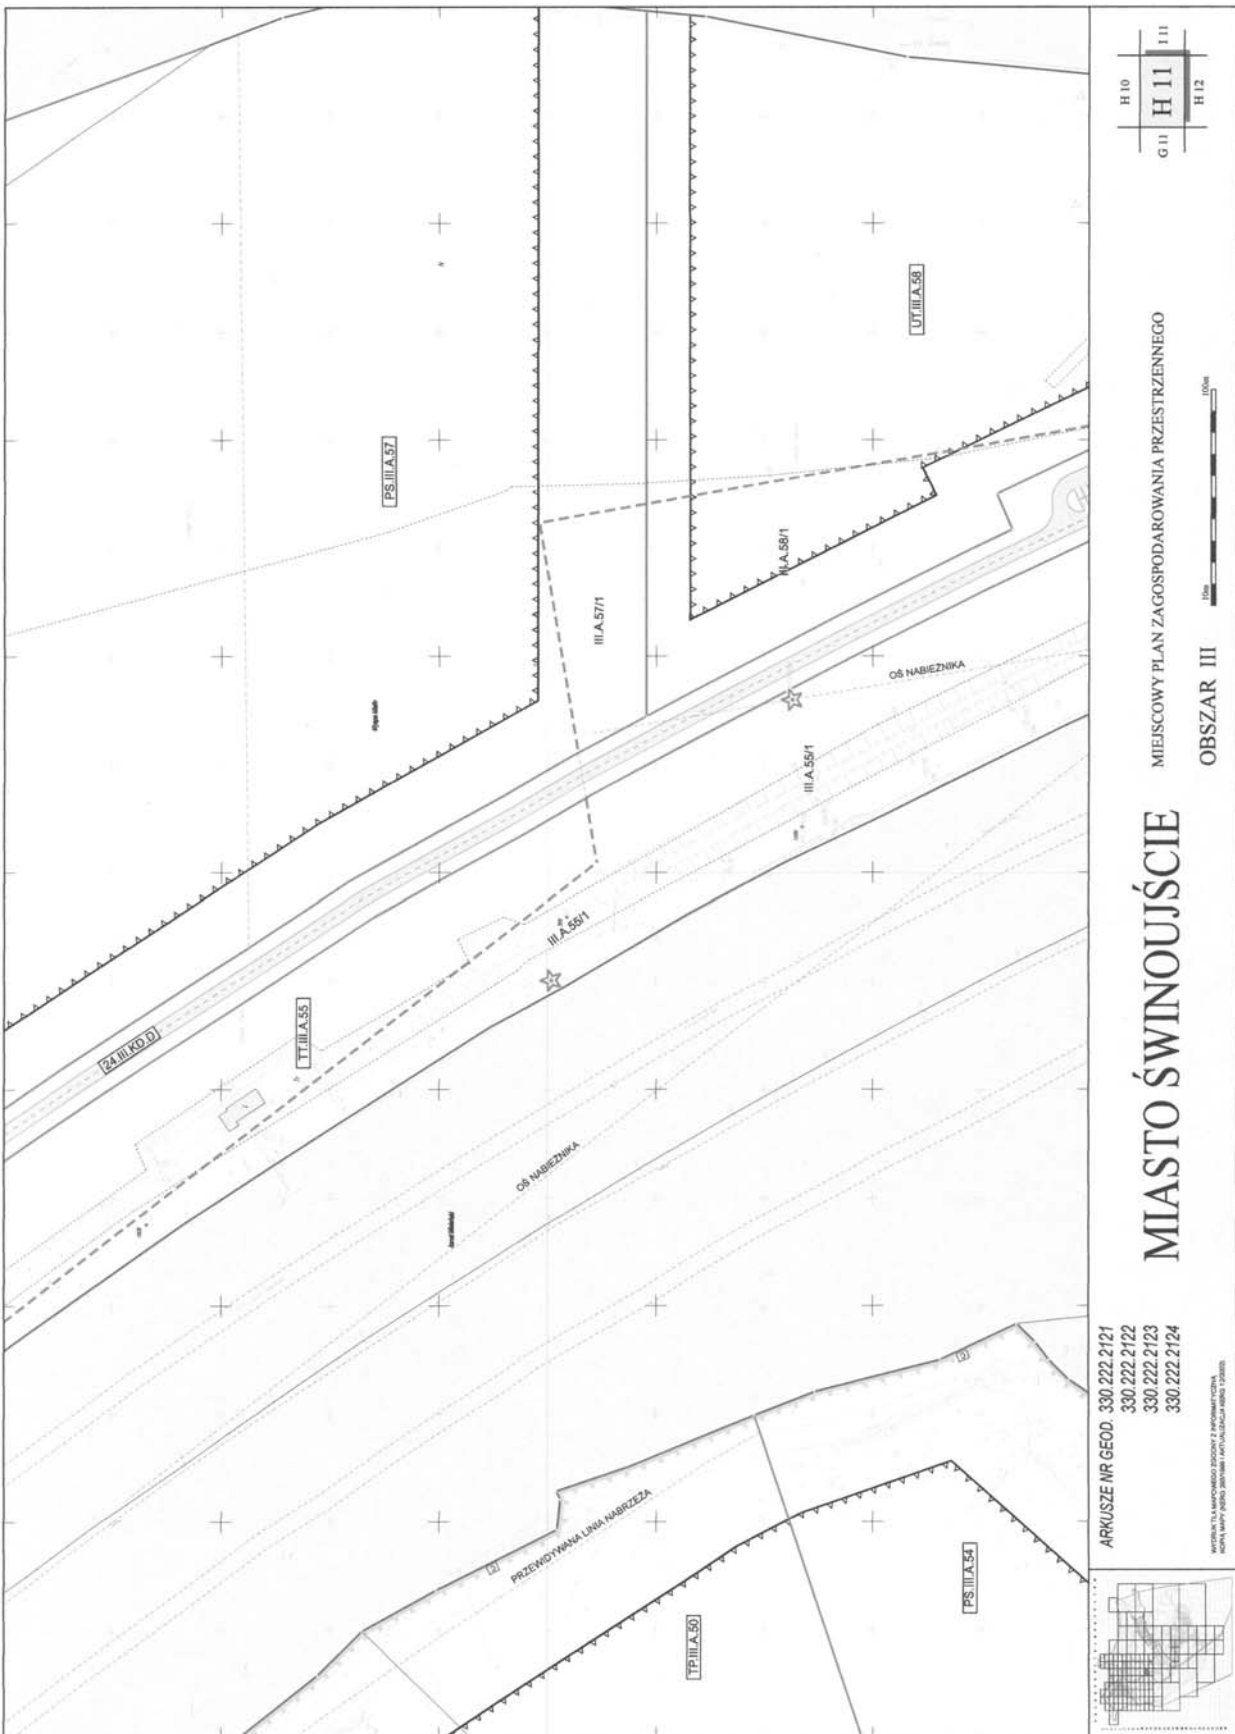 PS.III.A.57
UT.III.A.58
III.A.57/1
III.A.58/1
OŚ NABIEŻNIKA
III.A.55/1
III.A.55/1
TT.III.A.55
24.III.KD.D
OŚ NABIEŻNIKA
PRZEWIDYWANA LINIA NABRZEŻA
TP.III.A.50
PS.III.A.54
ARKUSZE NR GEOD. 330.222.2121
330.222.2122
330.222.2123
330.222.2124
MIASTO ŚWINOUJŚCIE
MIEJSCOWY PLAN ZAGOSPODAROWANIA PRZESTRZENNEGO
OBSZAR III
10m 100m
H 10
G 11 H 11 I 11
H 12